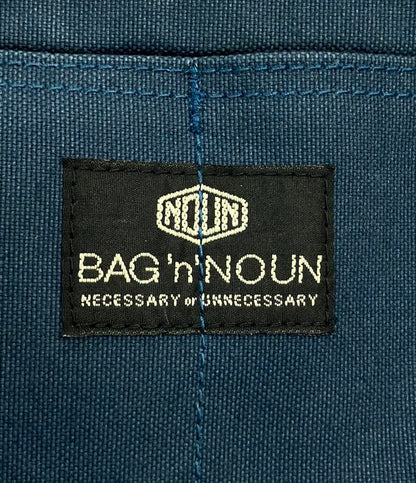 NOUN
BAG 'n' NOUN
NECESSARY or UNNECESSARY